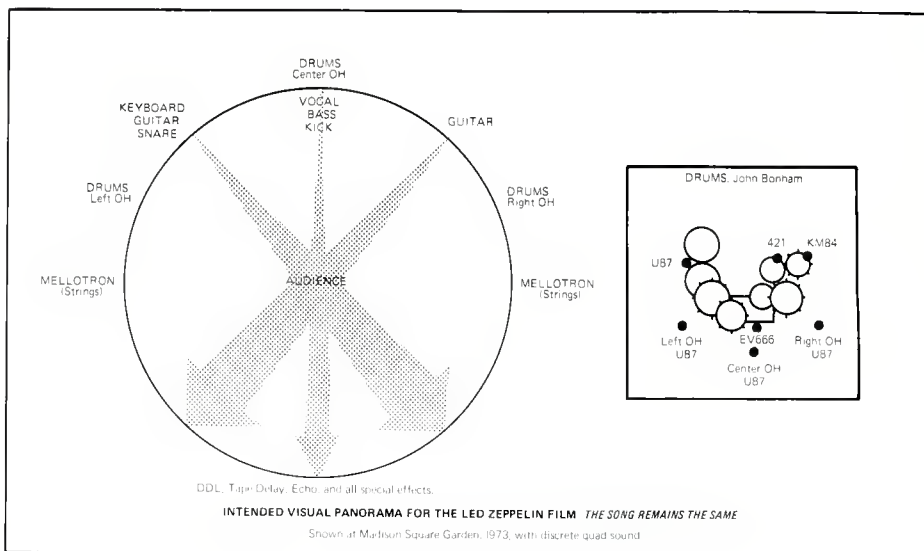 DRUMS
Center OH
VOCAL
BASS
KICK
KEYBOARD
GUITAR
SNARE
GUITAR
DRUMS
Left OH
DRUMS
Right OH
MELLOTRON
(Strings)
AUDIENCE
MELLOTRON
(Strings)
DDL, Tape Delay, Echo, and all special effects.
DRUMS, John Bonham
421
KM84
U87
Left OH
U87
EV666
Center OH
U87
Right OH
U87
INTENDED VISUAL PANORAMA FOR THE LED ZEPPELIN FILM THE SONG REMAINS THE SAME
Shown at Madison Square Garden, 1973, with discrete quad sound